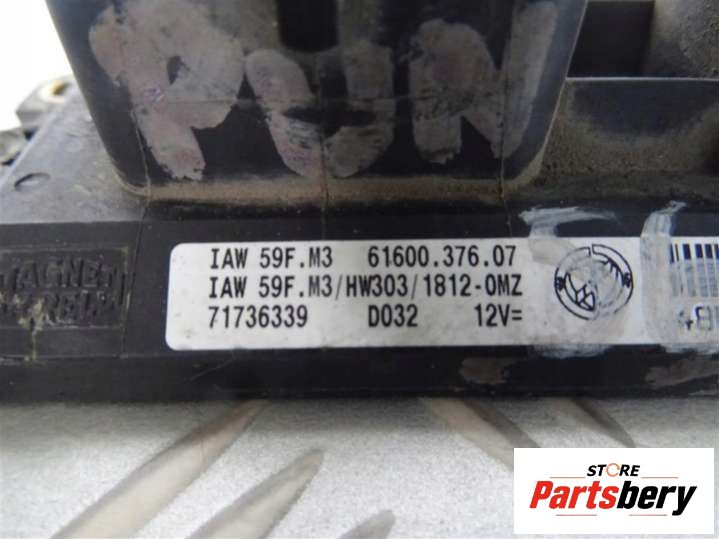 PUN
IAW 59F.M3 61600.376.07
IAW 59F.M3/HW303/1812-0MZ
71736339 D032 12V=
STORE
Partsbery